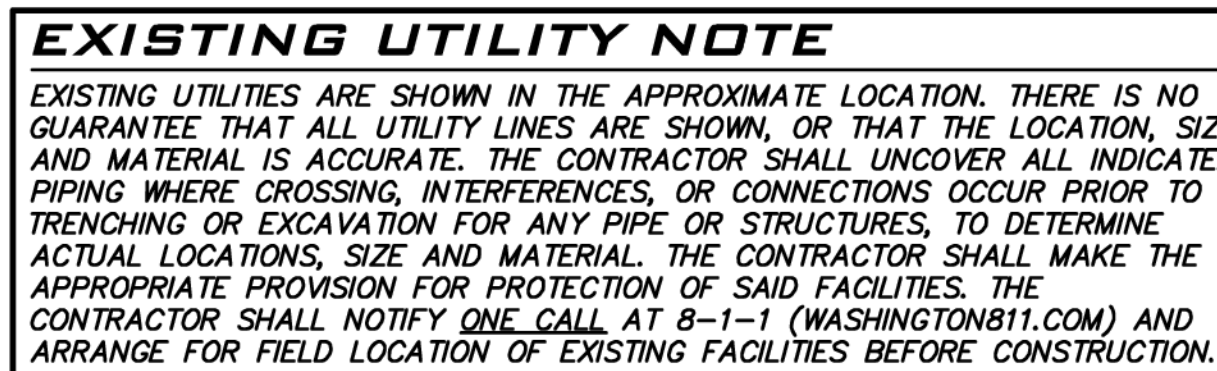 EXISTING UTILITY NOTE
EXISTING UTILITIES ARE SHOWN IN THE APPROXIMATE LOCATION. THERE IS NO
GUARANTEE THAT ALL UTILITY LINES ARE SHOWN, OR THAT THE LOCATION, SIZ
AND MATERIAL IS ACCURATE. THE CONTRACTOR SHALL UNCOVER ALL INDICATE
PIPING WHERE CROSSING, INTERFERENCES, OR CONNECTIONS OCCUR PRIOR TO
TRENCHING OR EXCAVATION FOR ANY PIPE OR STRUCTURES, TO DETERMINE
ACTUAL LOCATIONS, SIZE AND MATERIAL. THE CONTRACTOR SHALL MAKE THE
APPROPRIATE PROVISION FOR PROTECTION OF SAID FACILITIES. THE
CONTRACTOR SHALL NOTIFY ONE CALL AT 8-1-1 (WASHINGTON811.COM) AND
ARRANGE FOR FIELD LOCATION OF EXISTING FACILITIES BEFORE CONSTRUCTION.